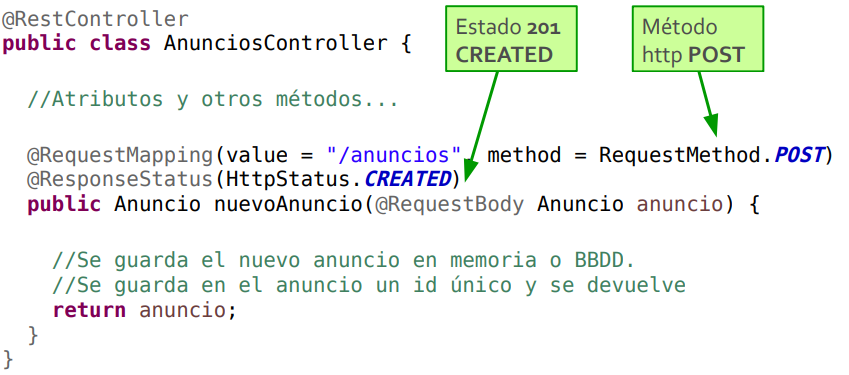 @RestController
public class AnunciosController {
Estado 201
CREATED
Método
http POST
//Atributos y otros métodos...
@RequestMapping(value = "/anuncios", method = RequestMethod.POST)
@ResponseStatus(HttpStatus.CREATED)
public Anuncio nuevoAnuncio(@RequestBody Anuncio anuncio) {
//Se guarda el nuevo anuncio en memoria o BBDD.
//Se guarda en el anuncio un id único y se devuelve
return anuncio;
}
}